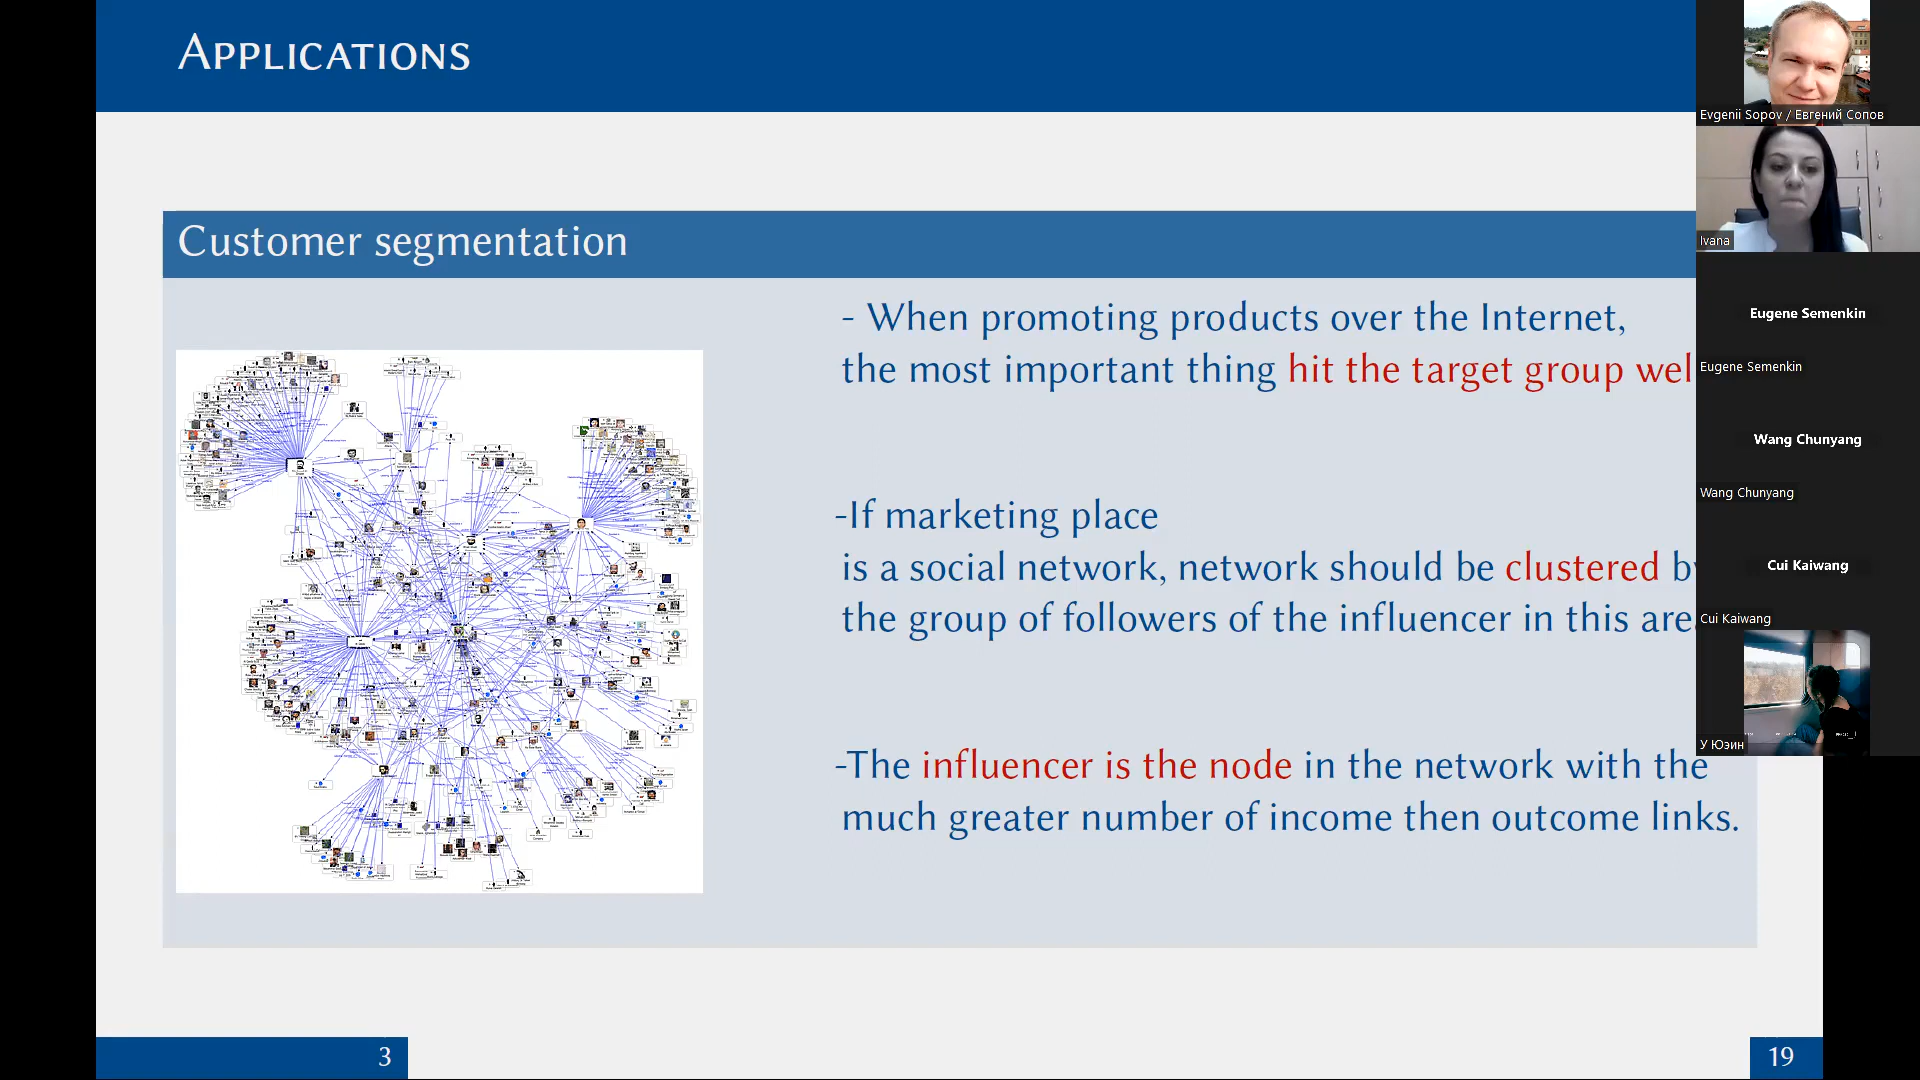 Applications
Customer segmentation
- When promoting products over the Internet,
the most important thing hit the target group wel
-If marketing place
is a social network, network should be clustered by
the group of followers of the influencer in this are
-The influencer is the node in the network with the
much greater number of income then outcome links.
3
19
Evgenii Sopov / Евгений Сопов
Ivana
Eugene Semenkin
Eugene Semenkin
Wang Chunyang
Wang Chunyang
Cui Kaiwang
Cui Kaiwang
У Юэин